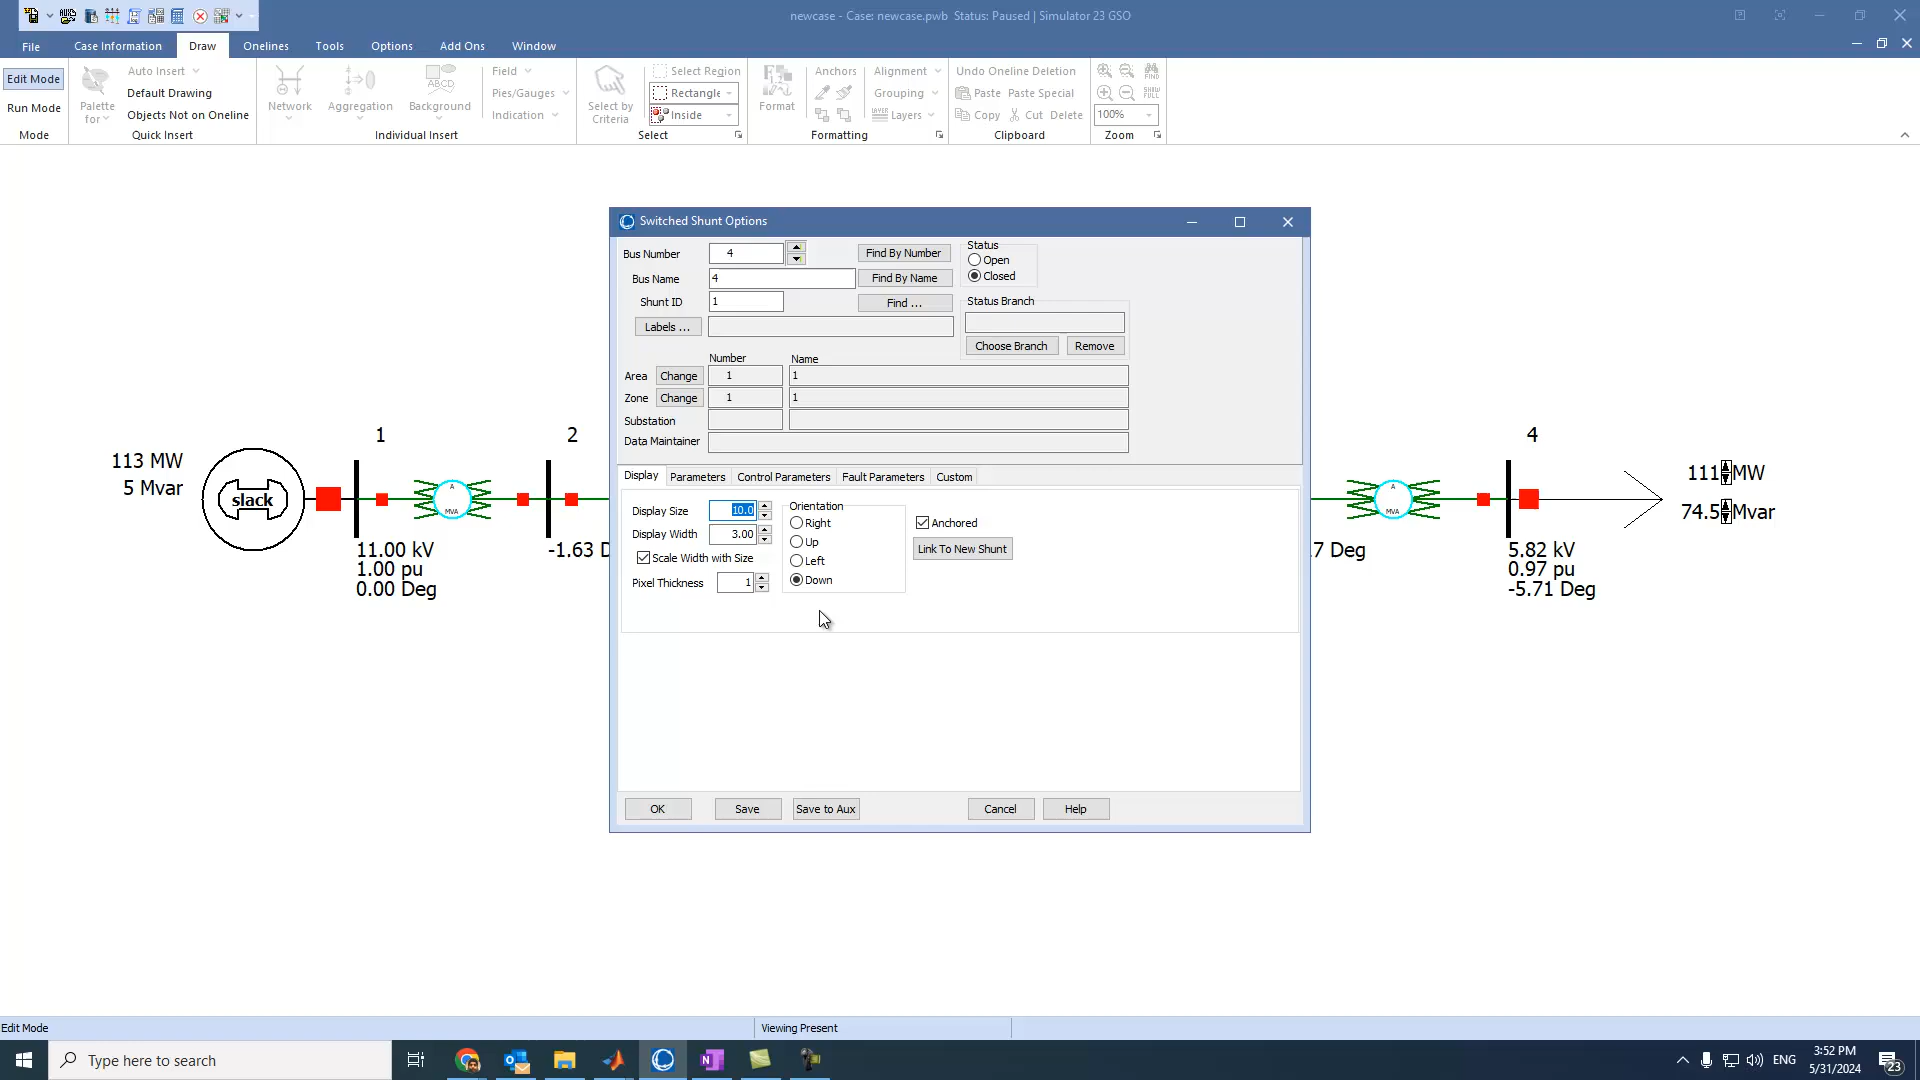 newcase - Case: newcase.pwb Status: Paused | Simulator 23 GSO
File Case Information Draw Onelines Tools Options Add Ons Window
Edit Mode
Run Mode
Mode
Palette for
Auto Insert
Default Drawing
Objects Not on Oneline
Quick Insert
Network
Aggregation
ABCD
Background
Field
Pies/Gauges
Indication
Individual Insert
Select by Criteria
Select Region
Rectangle
Inside
Select
Format
Anchors
Alignment
Grouping
Layers
Formatting
Undo Oneline Deletion
Paste Paste Special
Copy Cut Delete
Clipboard
FIND
SHOW FULL
100%
Zoom
Switched Shunt Options
Bus Number 4 Find By Number
Bus Name 4 Find By Name
Shunt ID 1 Find ...
Labels ...
Status
Open
Closed
Status Branch
Choose Branch Remove
Number Name
Area Change 1 1
Zone Change 1 1
Substation
Data Maintainer
Display Parameters Control Parameters Fault Parameters Custom
Display Size 10.0
Display Width 3.00
Scale Width with Size
Pixel Thickness 1
Orientation
Right
Up
Left
Down
Anchored
Link To New Shunt
OK Save Save to Aux Cancel Help
113 MW
5 Mvar
slack
1
11.00 kV
1.00 pu
0.00 Deg
A
MVA
2
-1.63 D
7 Deg
A
MVA
4
5.82 kV
0.97 pu
-5.71 Deg
111 MW
74.5 Mvar
Edit Mode Viewing Present
Type here to search
ENG
3:52 PM
5/31/2024
23